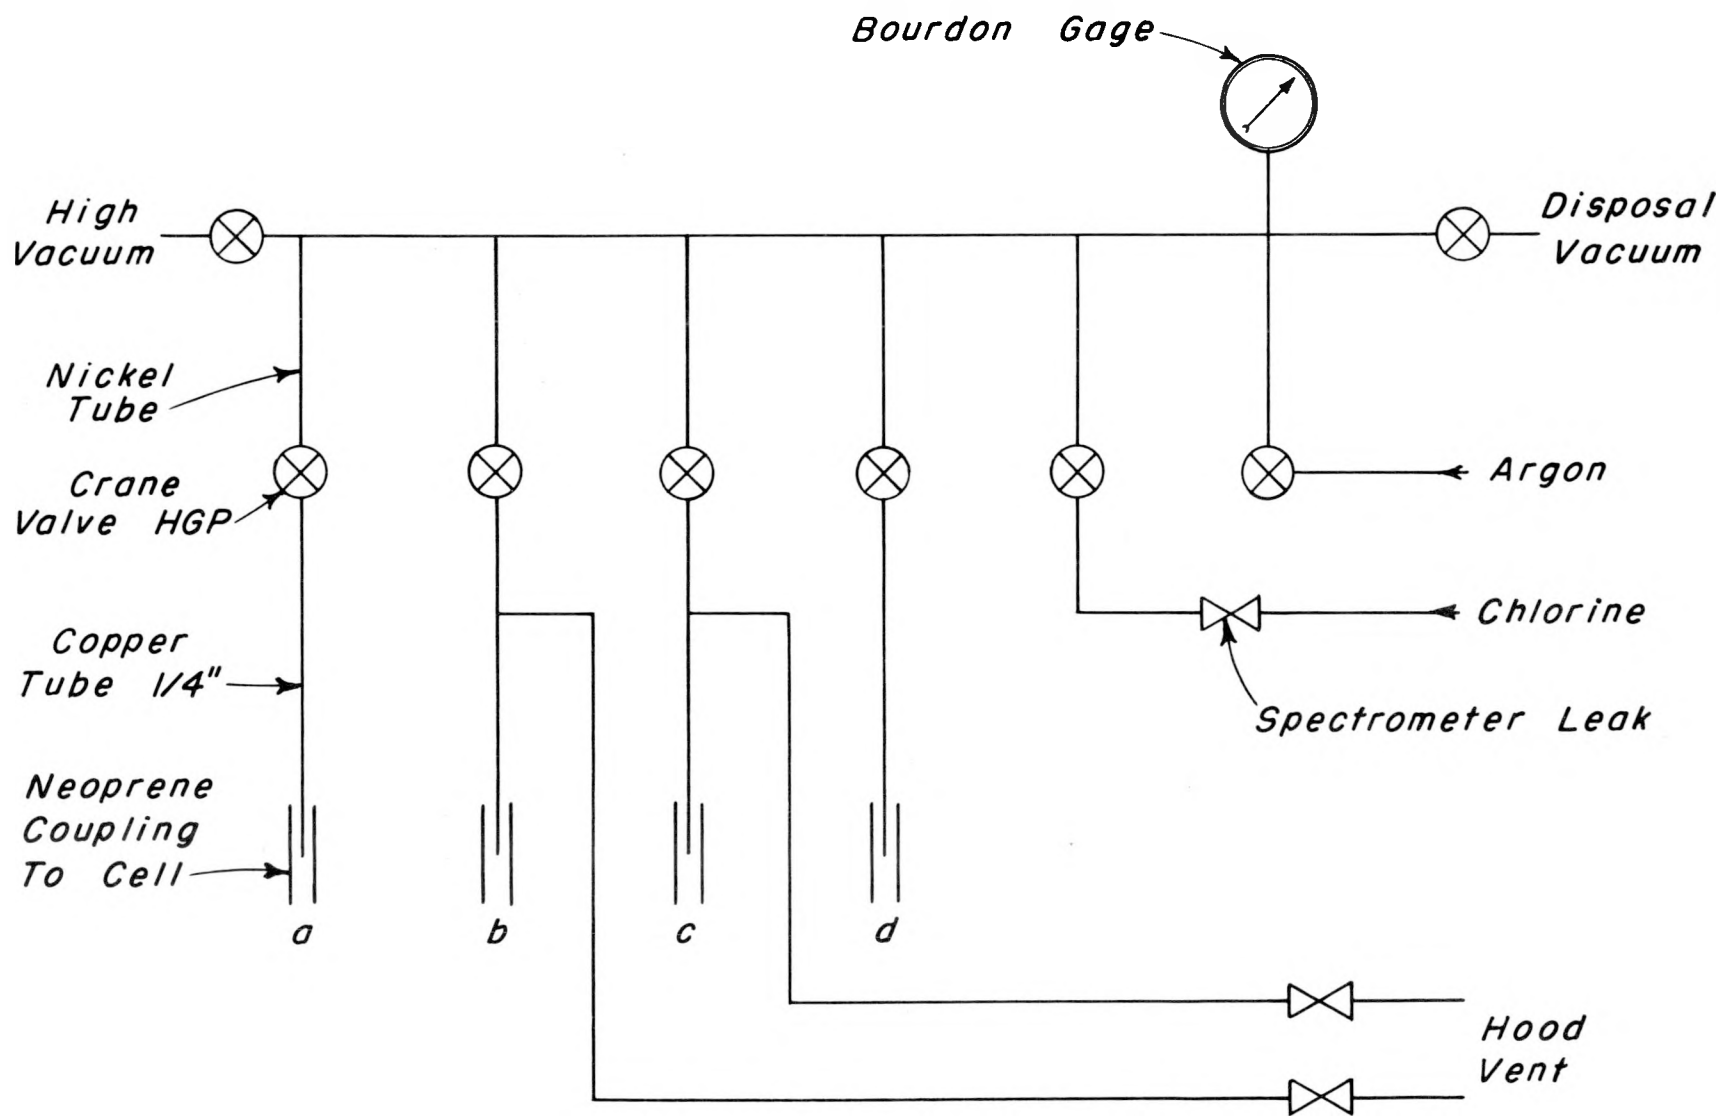 Bourdon Gage
High
Vacuum
Disposal
Vacuum
Nickel
Tube
Crane
Valve HGP
Argon
Chlorine
Copper
Tube 1/4"
Spectrometer Leak
Neoprene
Coupling
To Cell
a
b
c
d
Hood
Vent